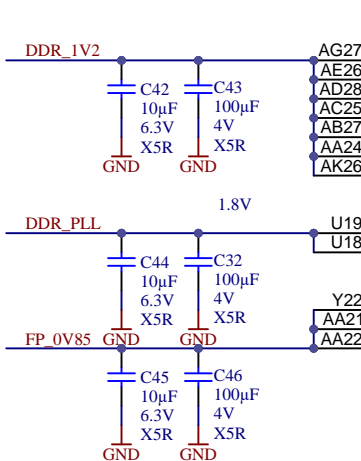 DDR_1V2
AG27
AE26
AD28
AC25
AB27
AA24
AK26
C42
10µF
6.3V
X5R
GND
C43
100µF
4V
X5R
GND
1.8V
DDR_PLL
U19
U18
C44
10µF
6.3V
X5R
GND
C32
100µF
4V
X5R
GND
Y22
AA21
AA22
FP_0V85
C45
10µF
6.3V
X5R
GND
C46
100µF
4V
X5R
GND